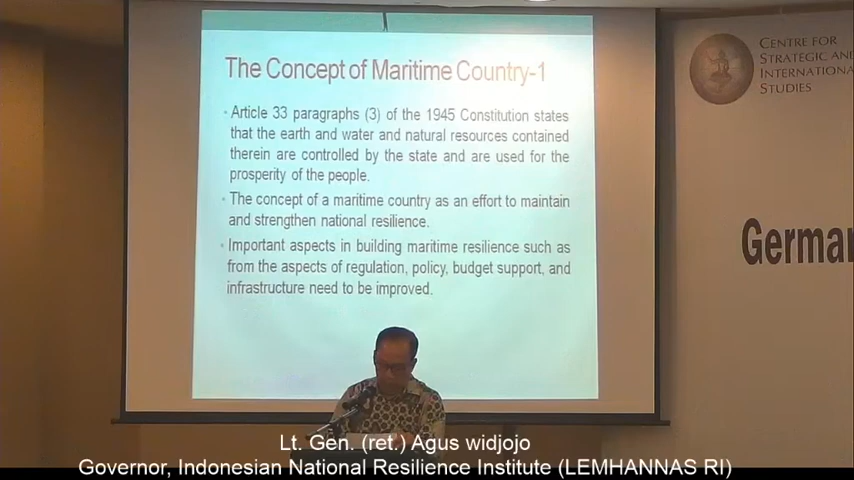 The Concept of Maritime Country-1
Article 33 paragraphs (3) of the 1945 Constitution states
that the earth and water and natural resources contained
therein are controlled by the state and are used for the
prosperity of the people.
The concept of a maritime country as an effort to maintain
and strengthen national resilience.
Important aspects in building maritime resilience such as
from the aspects of regulation, policy, budget support, and
infrastructure need to be improved.
CENTRE FOR
STRATEGIC AND
INTERNATIONAL
STUDIES
German
Lt. Gen. (ret.) Agus widjojo
Governor, Indonesian National Resilience Institute (LEMHANNAS RI)